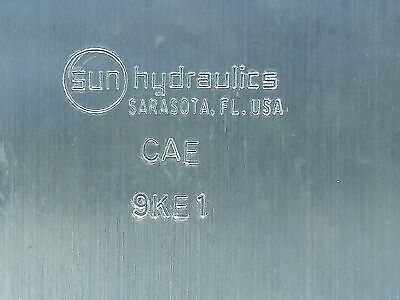 sun hydraulics
SARASOTA, FL. USA
CAE
9KE1